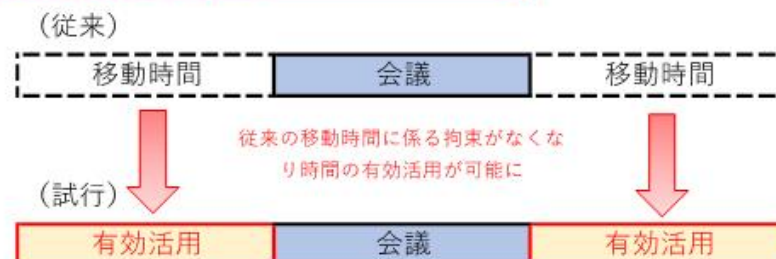 （従来）
移動時間 会議 移動時間
従来の移動時間に係る拘束がなくな
り時間の有効活用が可能に
（試行）
有効活用 会議 有効活用